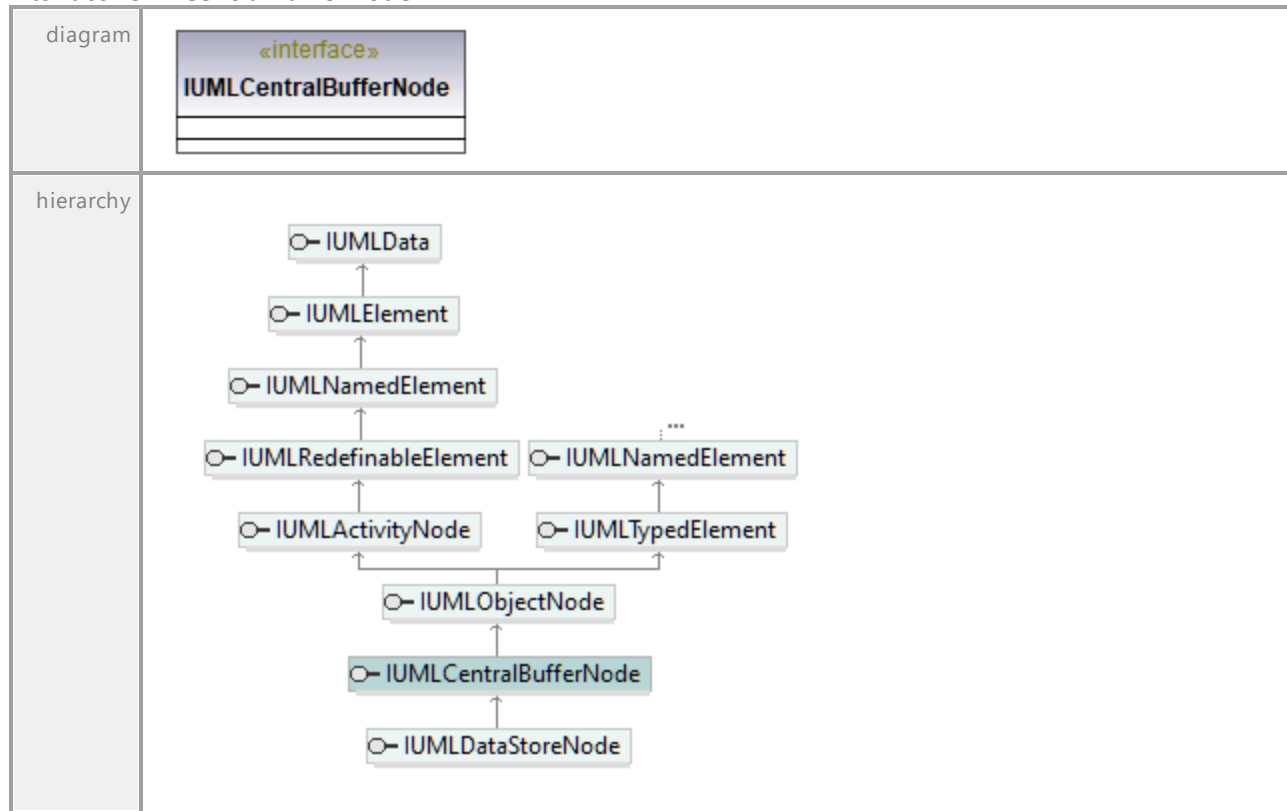 diagram
«interface»
IUMLCentralBufferNode
hierarchy
IUMLData
IUMLElement
IUMLNamedElement
...
IUMLRedefinableElement IUMLNamedElement
IUMLActivityNode IUMLTypedElement
IUMLObjectNode
IUMLCentralBufferNode
IUMLDataStoreNode